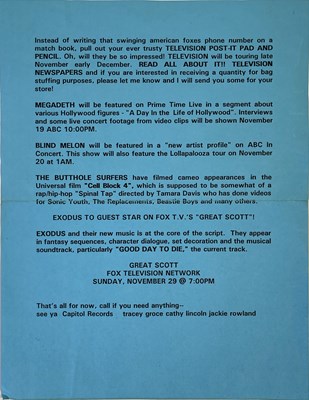 Instead of writing that swinging american foxes phone number on a
match book, pull out your ever trusty TELEVISION POST-IT PAD AND
PENCIL. Oh, will they be so impressed! TELEVISION will be touring late
November early December. READ ALL ABOUT IT!! TELEVISION
NEWSPAPERS and if you are interested in receiving a quantity for bag
stuffing purposes, please let me know and I will send you some for your
store!
MEGADETH will be featured on Prime Time Live in a segment about
various Hollywood figures - "A Day In the Life of Hollywood". Interviews
and some live concert footage from video clips will be shown November
19 ABC 10:00PM.
BLIND MELON will be featured in a "new artist profile" on ABC In
Concert. This show will also feature the Lollapalooza tour on November
20 at 1AM.
THE BUTTHOLE SURFERS have filmed cameo appearances in the
Universal film "Cell Block 4", which is supposed to be somewhat of a
rap/hip-hop "Spinal Tap" directed by Tamara Davis who has done videos
for Sonic Youth, The Replacements, Beastie Boys and many others.
EXODUS TO GUEST STAR ON FOX T.V.'S "GREAT SCOTT"!
EXODUS and their new music is at the core of the script. They appear
in fantasy sequences, character dialogue, set decoration and the musical
soundtrack, particularly "GOOD DAY TO DIE," the current track.
GREAT SCOTT
FOX TELEVISION NETWORK
SUNDAY, NOVEMBER 29 @ 7:00PM
That's all for now, call if you need anything--
see ya Capitol Records tracey groce cathy lincoln jackie rowland